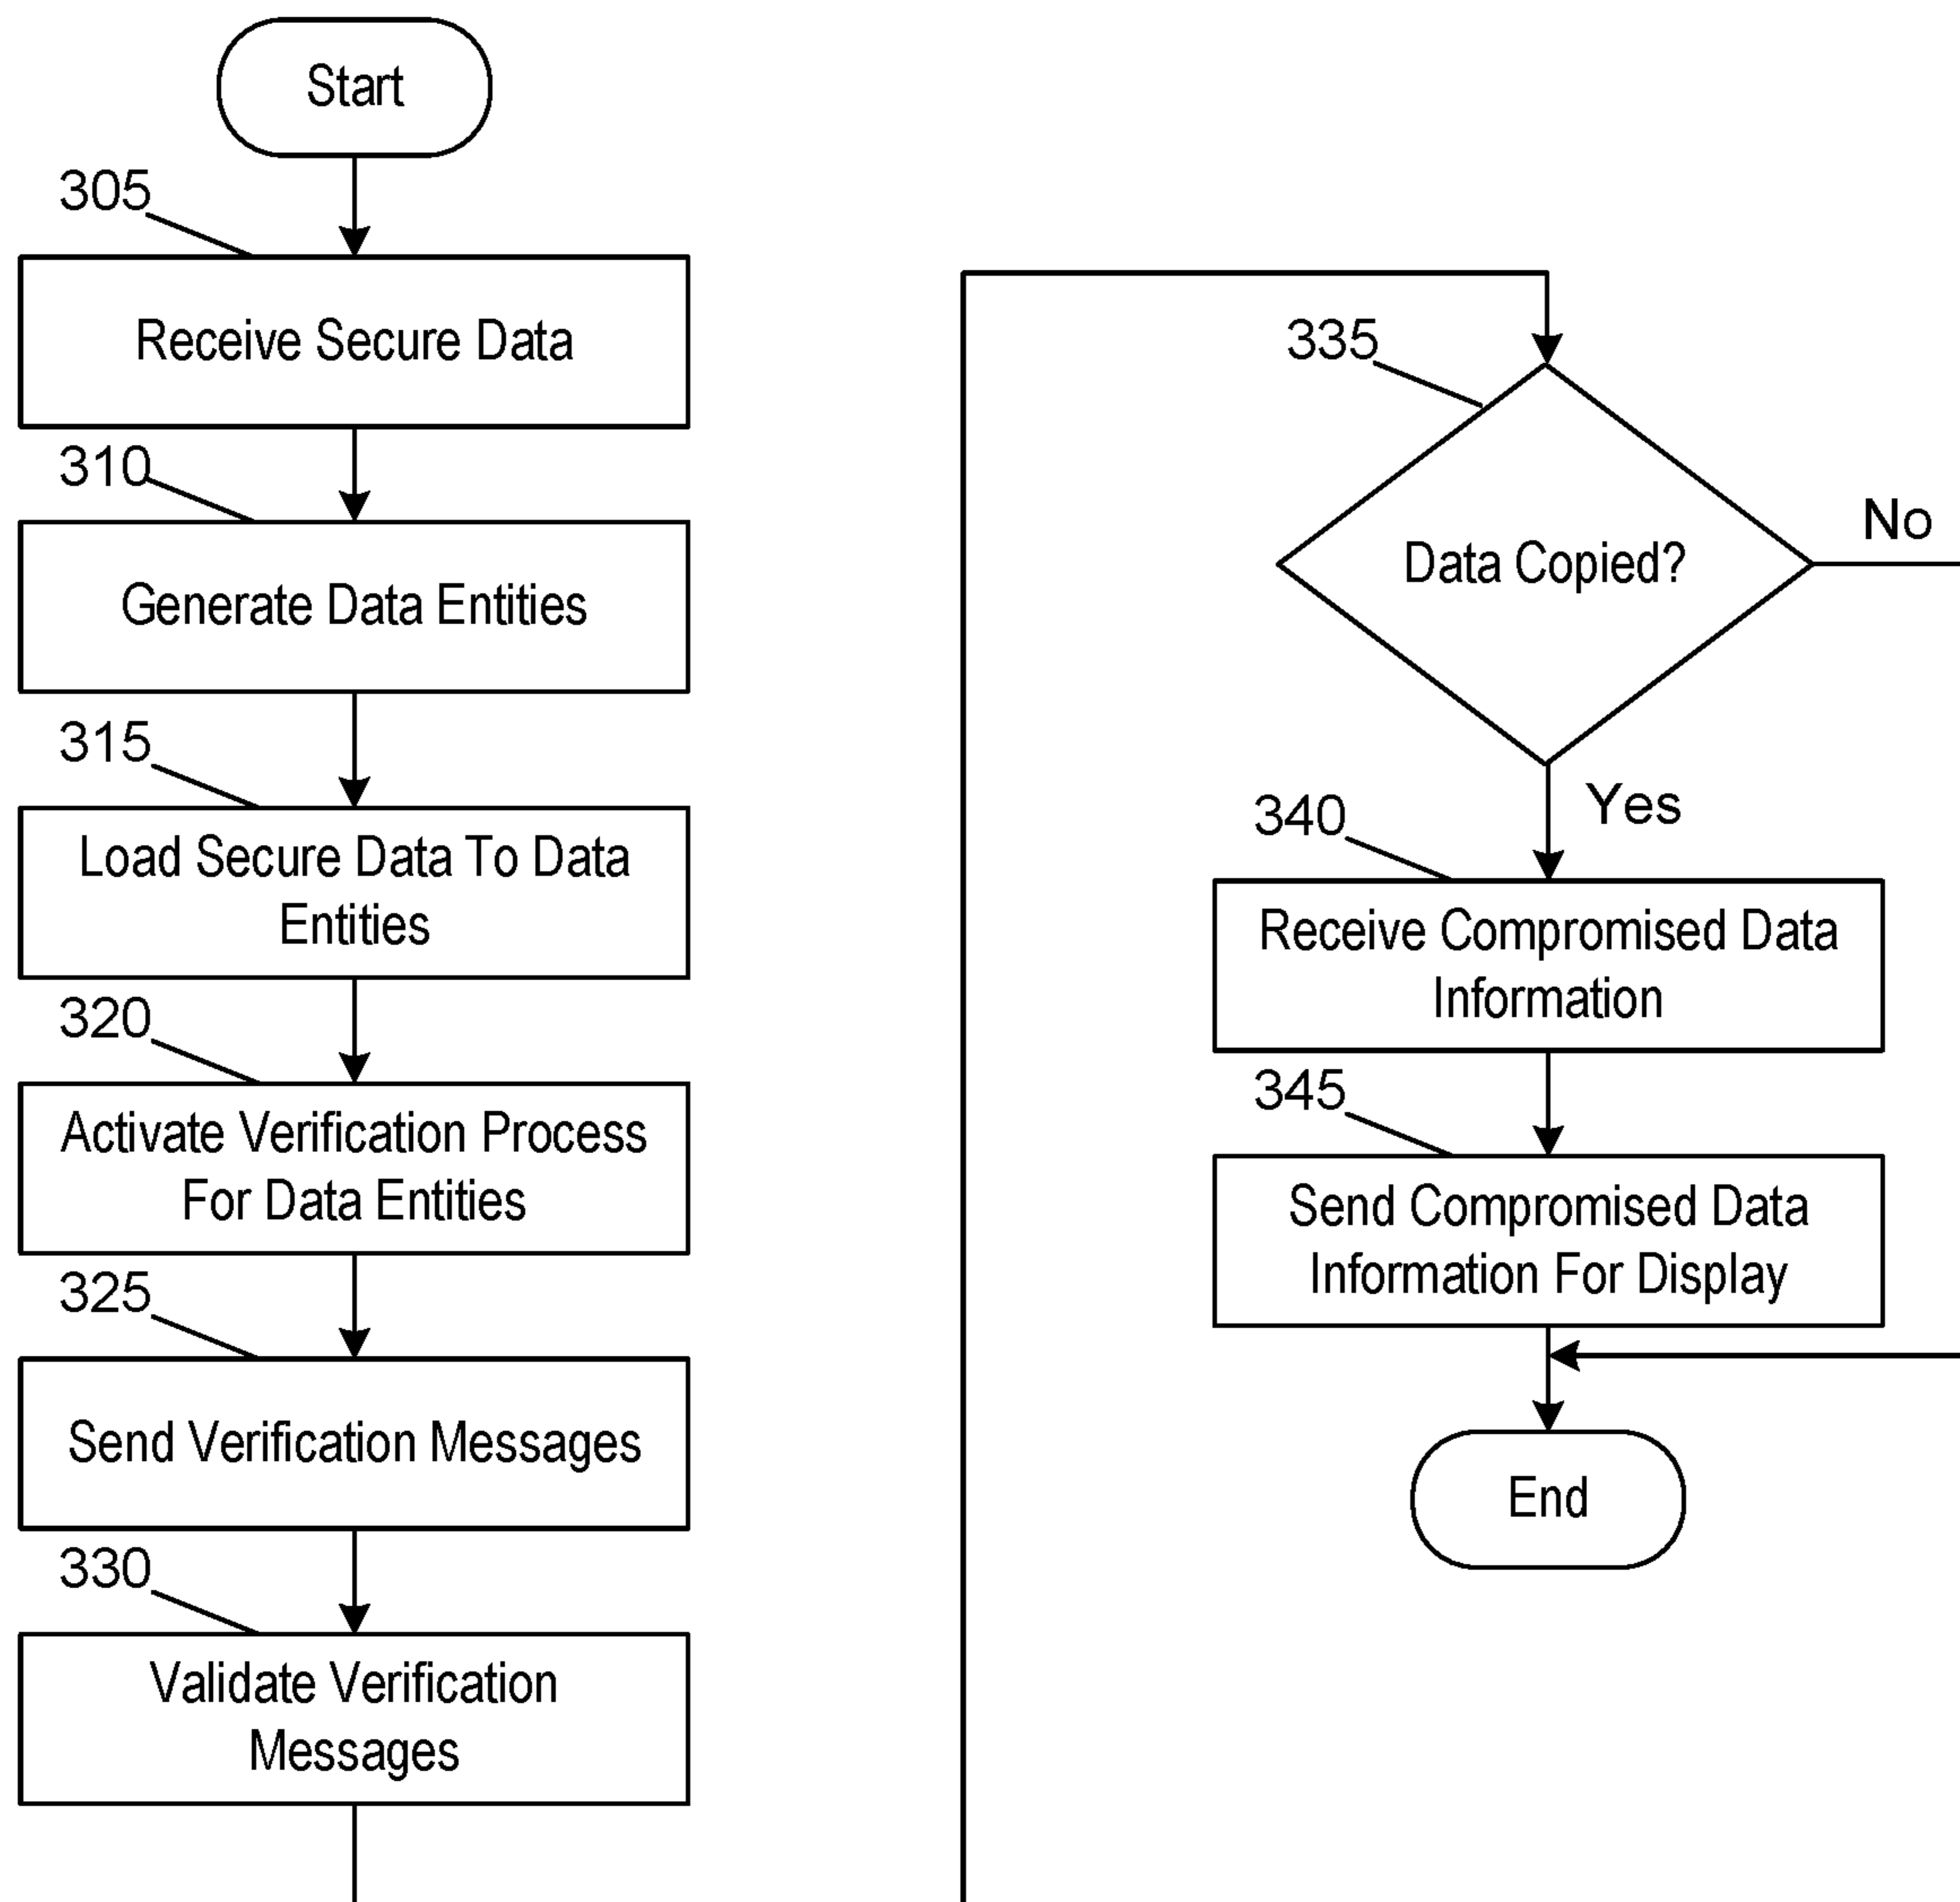 Start
305
Receive Secure Data
310
Generate Data Entities
315
Load Secure Data To Data
Entities
320
Activate Verification Process
For Data Entities
325
Send Verification Messages
330
Validate Verification
Messages
335
Data Copied?
No
Yes
340
Receive Compromised Data
Information
345
Send Compromised Data
Information For Display
End